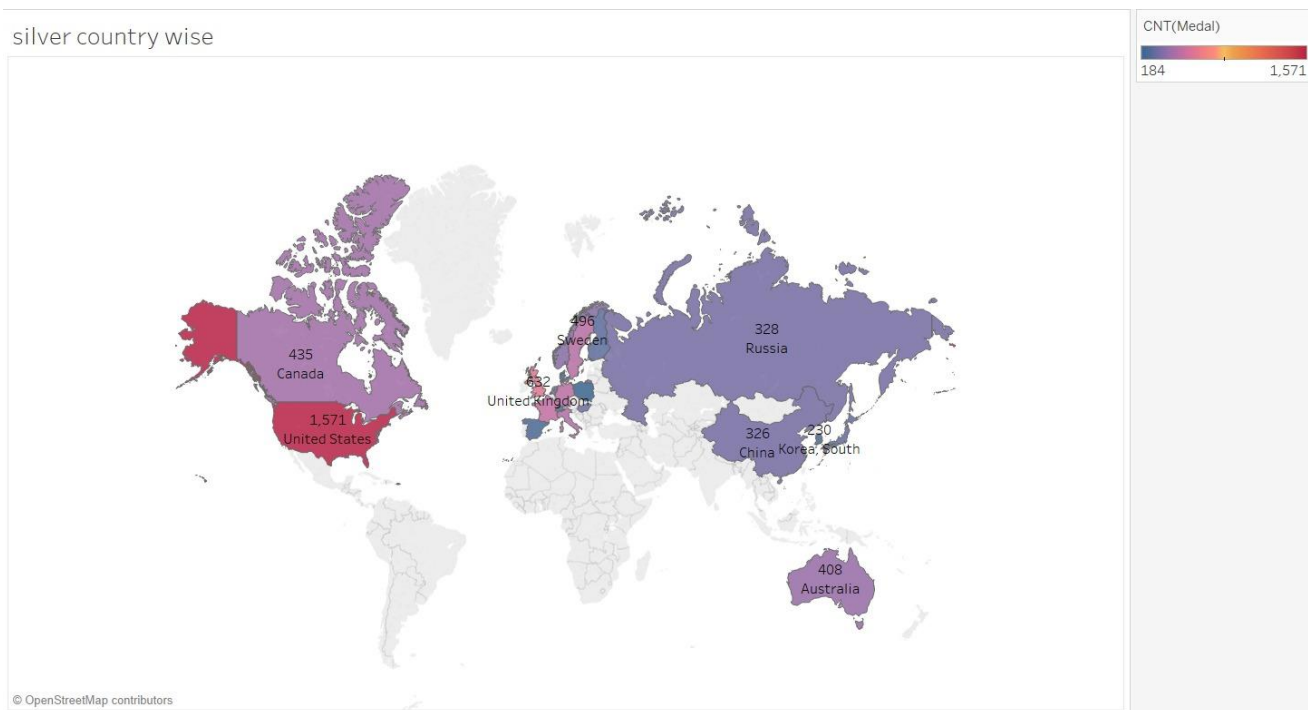 silver country wise
CNT(Medal)
184 1,571
496
Sweden
328
Russia
435
Canada
632
United Kingdom
1,571
United States
326
China
230
Korea, South
408
Australia
© OpenStreetMap contributors